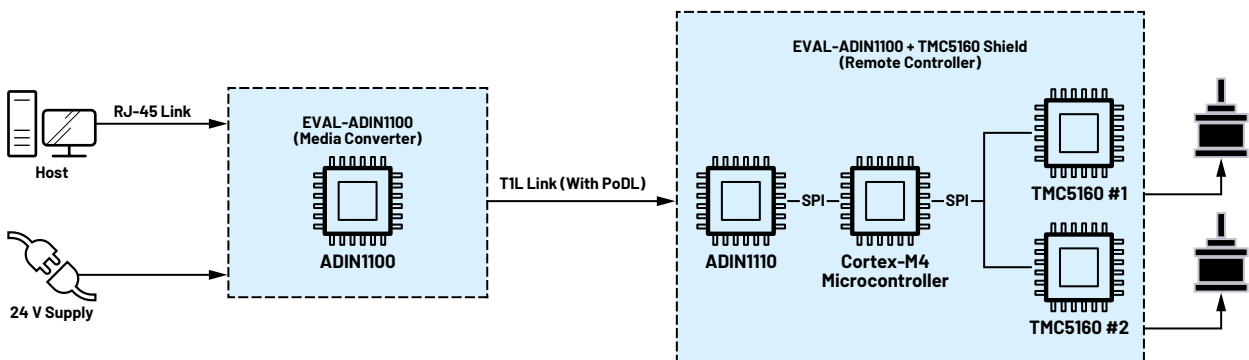 EVAL-ADIN1100 + TMC5160 Shield
(Remote Controller)
RJ-45 Link
EVAL-ADIN1100
(Media Converter)
Host
T1L Link (With PoDL)
SPI
SPI
TMC5160 #1
ADIN1100
ADIN1110
Cortex-M4
Microcontroller
24 V Supply
TMC5160 #2